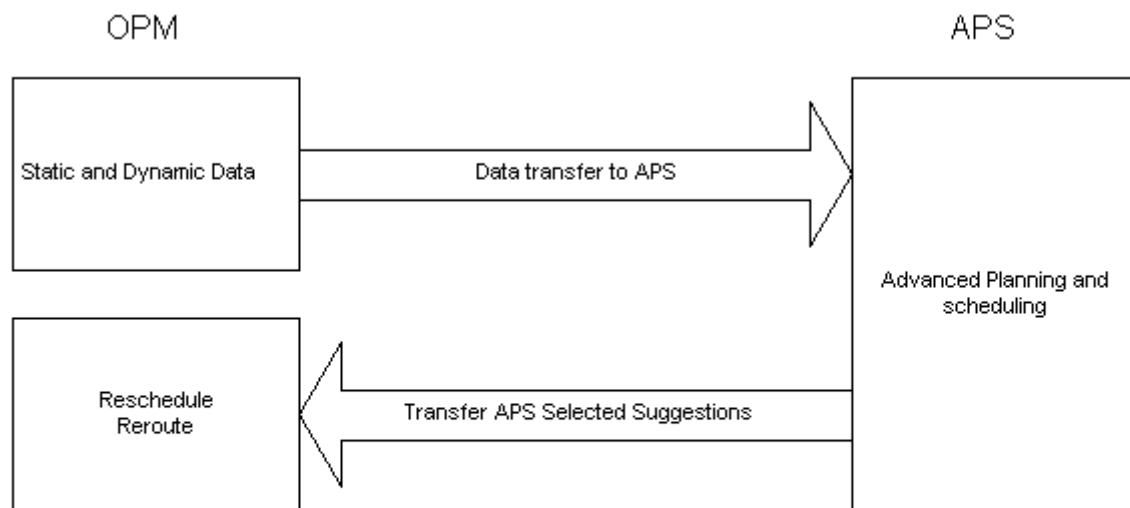 OPM
APS
Static and Dynamic Data
Data transfer to APS
Advanced Planning and
scheduling
Reschedule
Reroute
Transfer APS Selected Suggestions